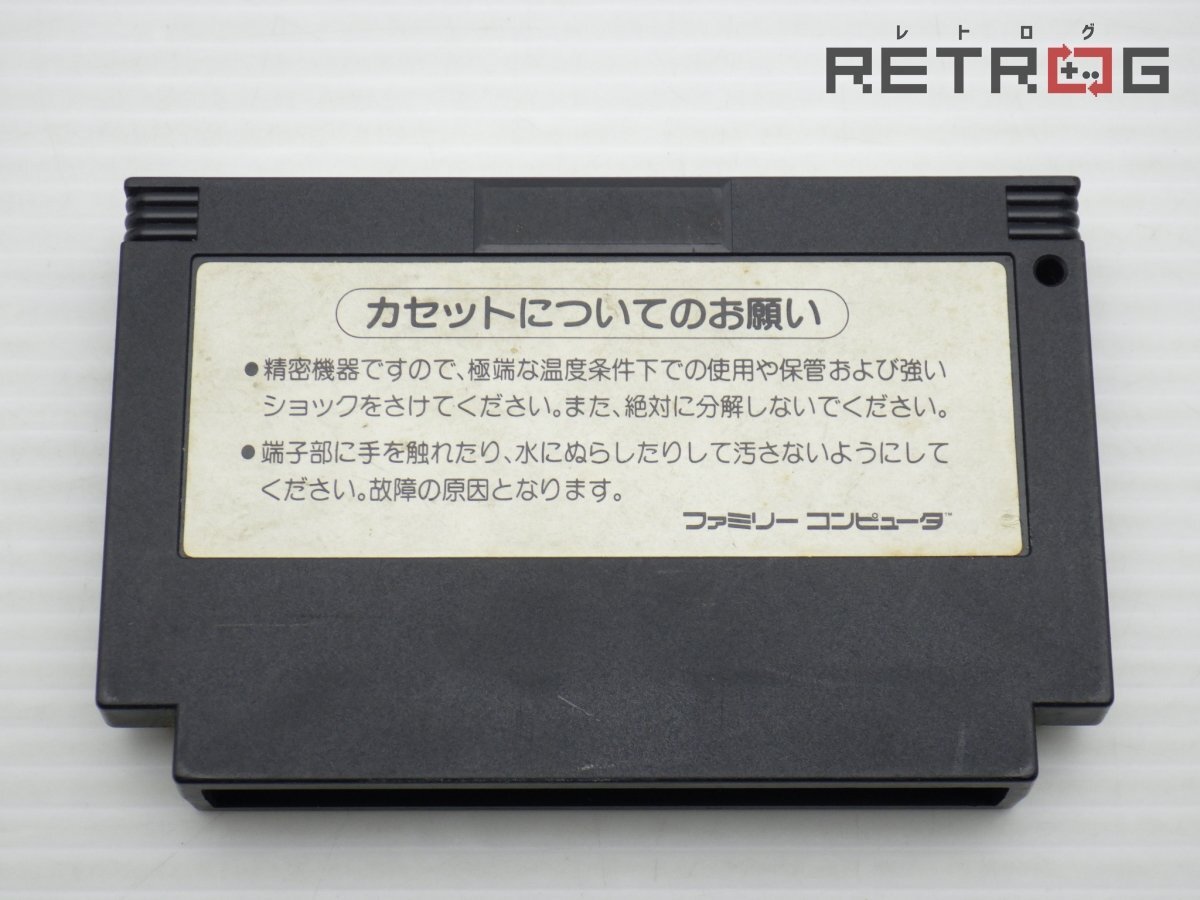 レトログ
RETROG
カセットについてのお願い
●精密機器ですので、極端な温度条件下での使用や保管および強い
ショックをさけてください。また、絶対に分解しないでください。
●端子部に手を触れたり、水にぬらしたりして汚さないようにして
ください。故障の原因となります。
ファミリーコンピュータ™